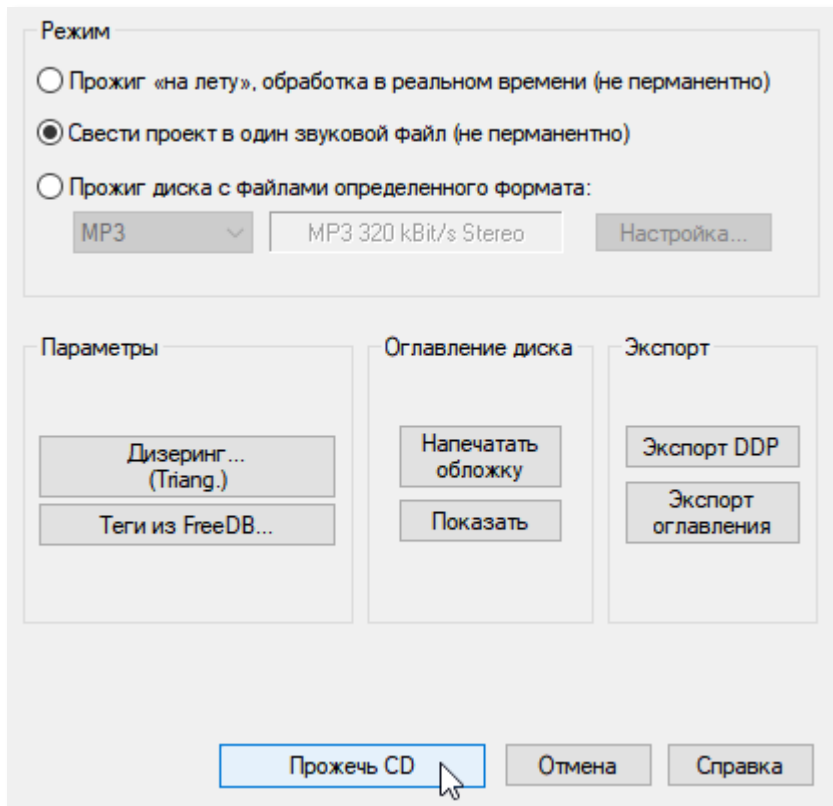 Режим
Прожиг «на лету», обработка в реальном времени (не перманентно)
Свести проект в один звуковой файл (не перманентно)
Прожиг диска с файлами определенного формата:
MP3 MP3 320 kBit/s Stereo Настройка...
Параметры
Дизеринг...
(Triang.)
Теги из FreeDB...
Оглавление диска
Напечатать
обложку
Показать
Экспорт
Экспорт DDP
Экспорт
оглавления
Прожечь CD Отмена Справка